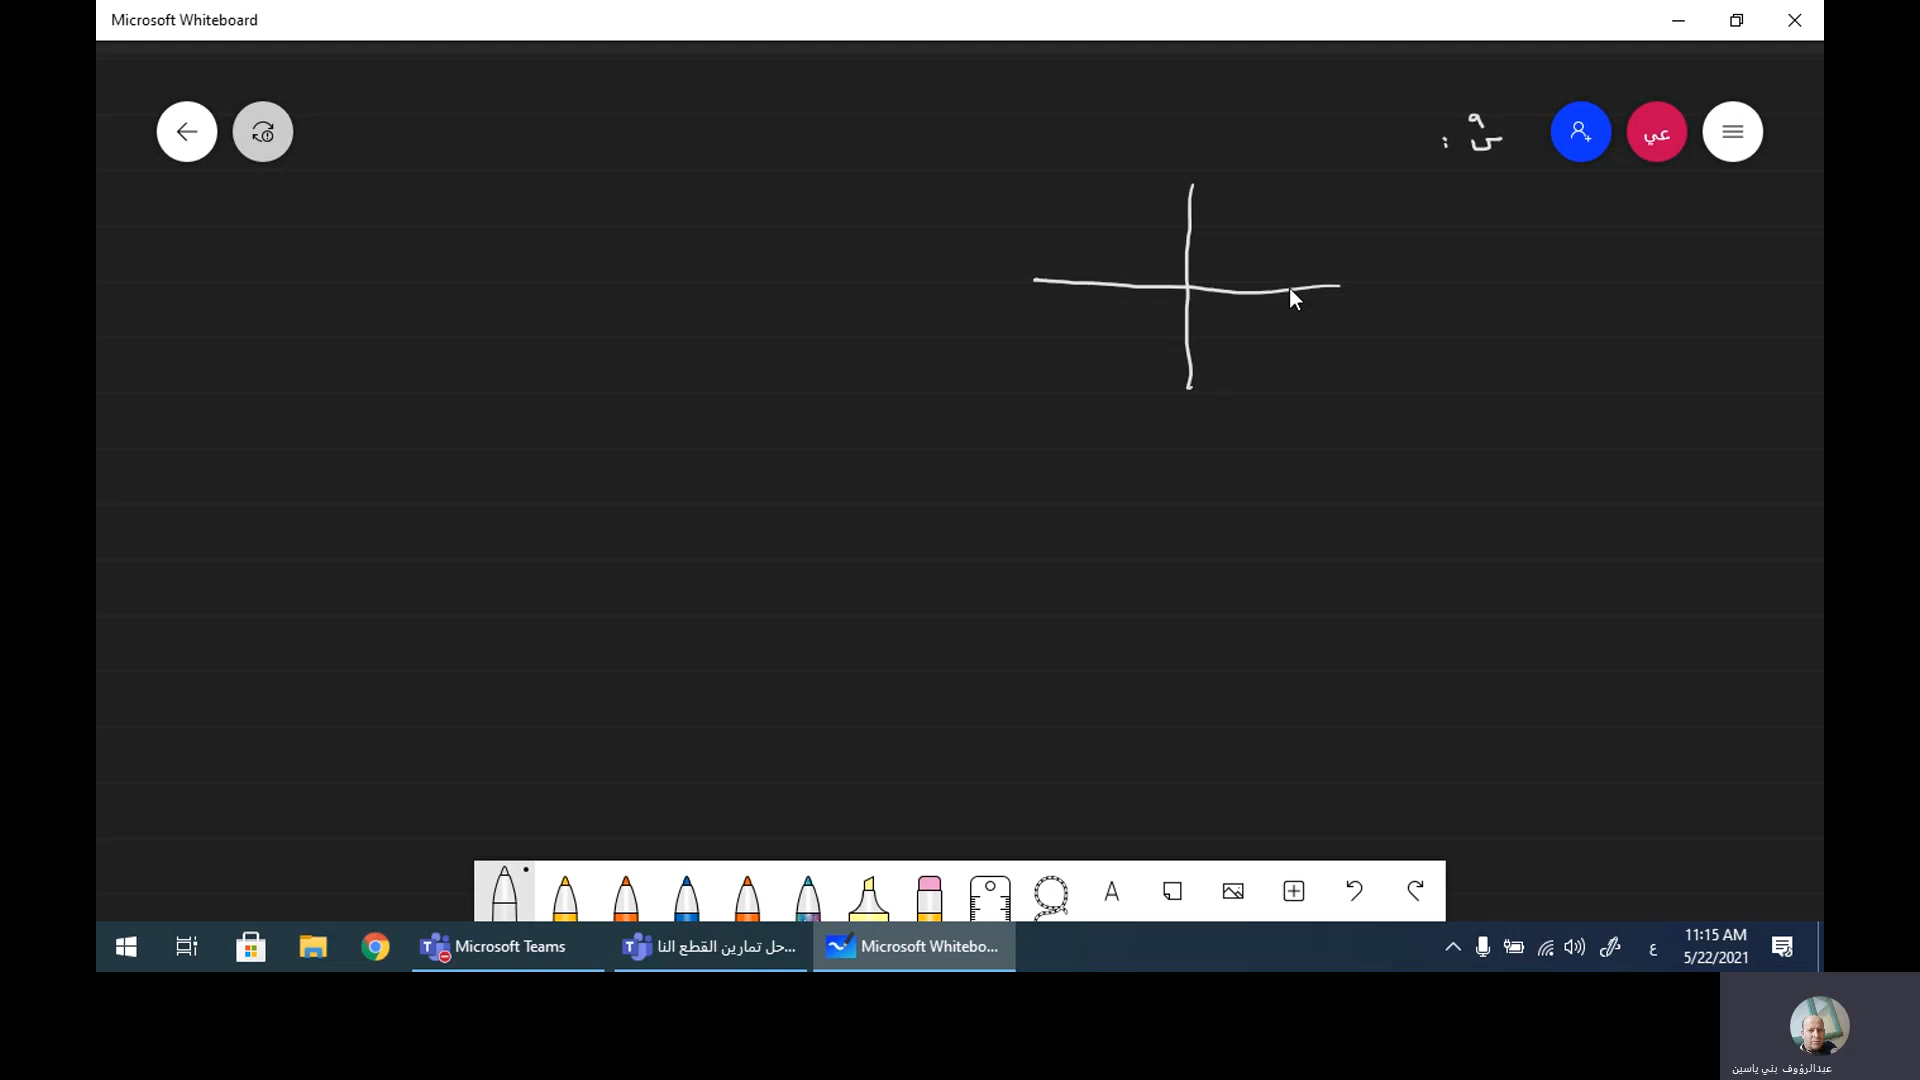 Microsoft Whiteboard
س٩ :
عي
A
Microsoft Teams
حل تمارين القطع النا...
Microsoft Whitebo...
ع
11:15 AM
5/22/2021
عبدالرؤوف بني ياسين